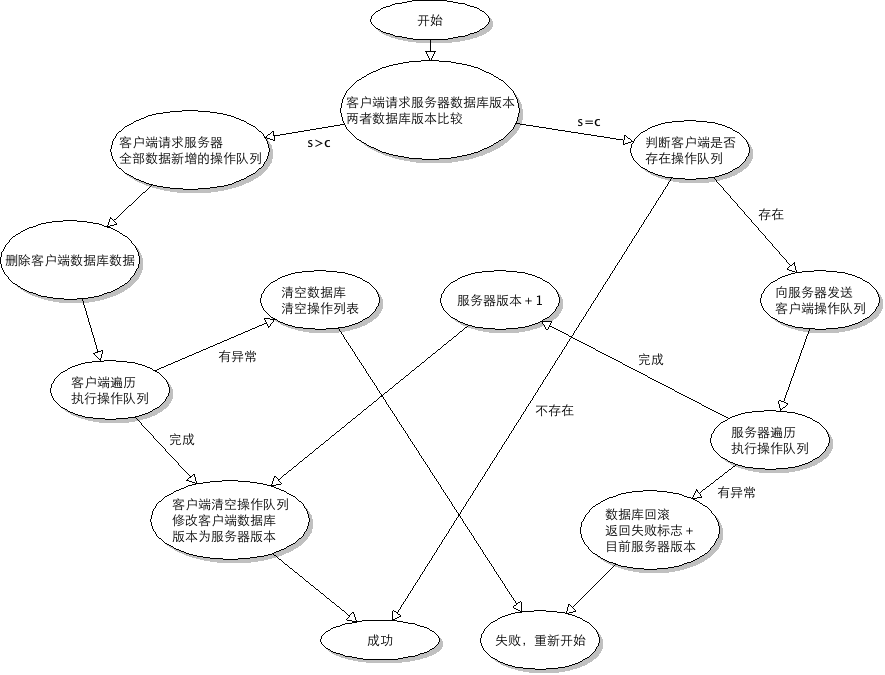 开始
客户端请求服务器数据库版本
两者数据库版本比较
s>c
s=c
客户端请求服务器
全部数据新增的操作队列
判断客户端是否
存在操作队列
存在
删除客户端数据库数据
清空数据库
清空操作列表
服务器版本＋1
向服务器发送
客户端操作队列
有异常
完成
客户端遍历
执行操作队列
不存在
完成
服务器遍历
执行操作队列
有异常
客户端清空操作队列
修改客户端数据库
版本为服务器版本
数据库回滚
返回失败标志＋
目前服务器版本
成功
失败，重新开始